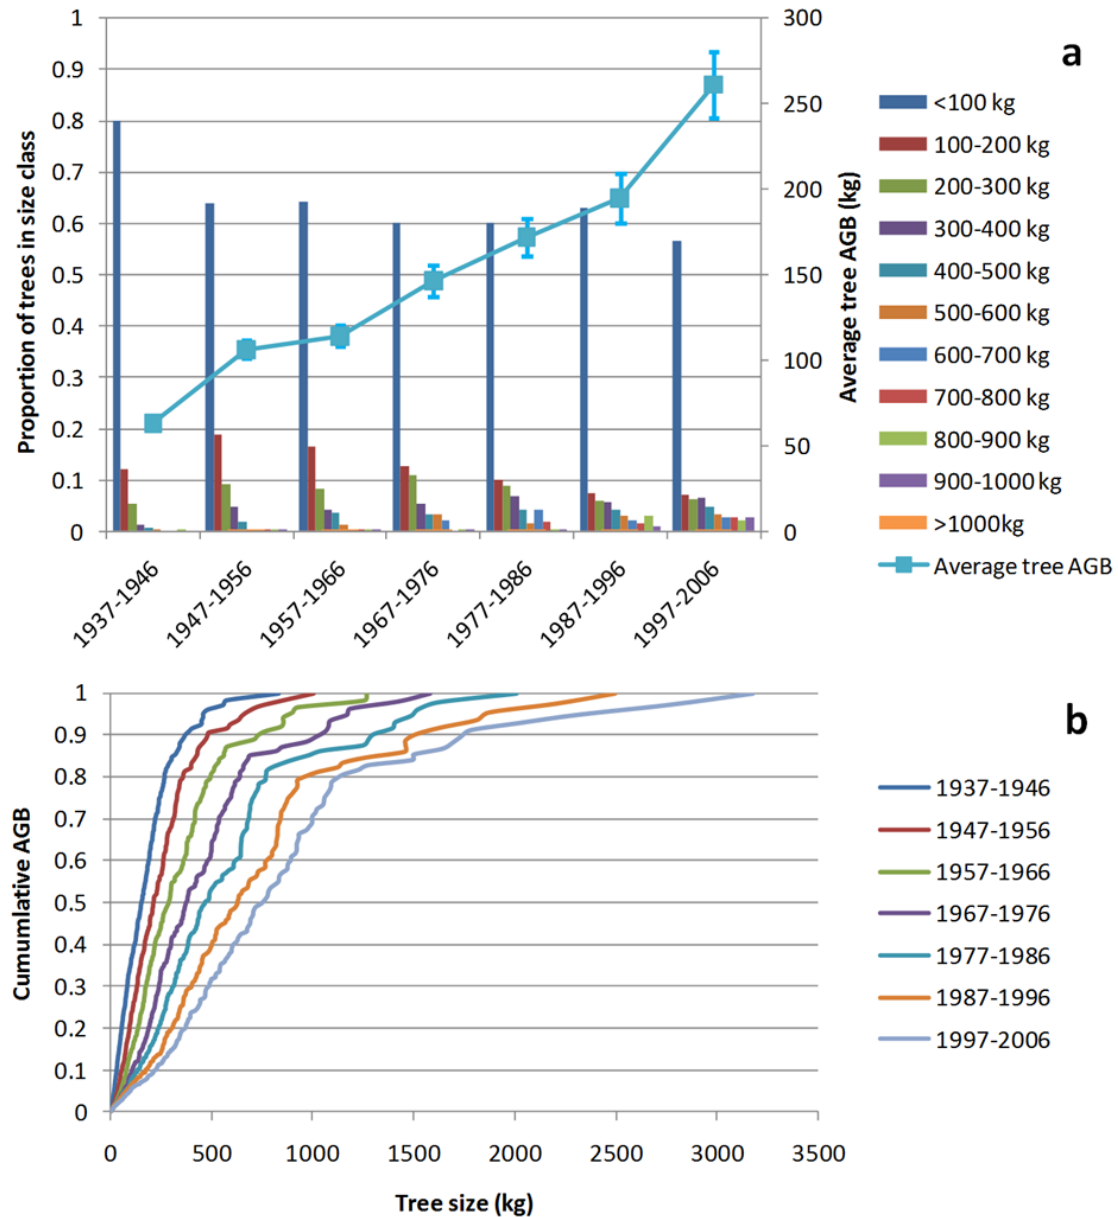 a
Proportion of trees in size class
1
0.9
0.8
0.7
0.6
0.5
0.4
0.3
0.2
0.1
0
300
250
200
150
100
50
0
Average tree AGB (kg)
1937-1946
1947-1956
1957-1966
1967-1976
1977-1986
1987-1996
1997-2006
<100 kg
100-200 kg
200-300 kg
300-400 kg
400-500 kg
500-600 kg
600-700 kg
700-800 kg
800-900 kg
900-1000 kg
>1000kg
Average tree AGB
b
Cumumlative AGB
1
0.9
0.8
0.7
0.6
0.5
0.4
0.3
0.2
0.1
0
0 500 1000 1500 2000 2500 3000 3500
Tree size (kg)
1937-1946
1947-1956
1957-1966
1967-1976
1977-1986
1987-1996
1997-2006